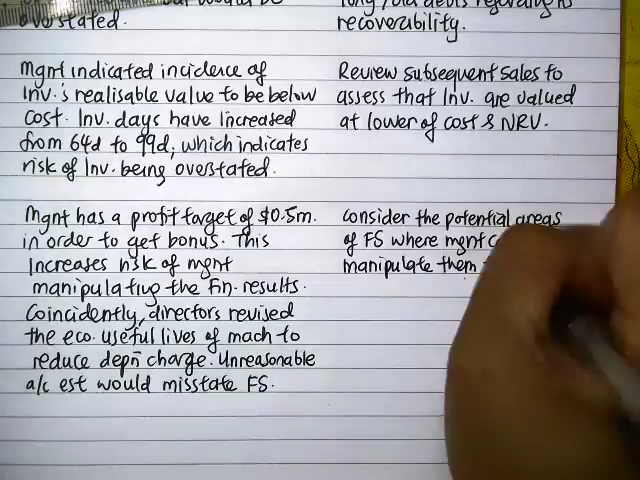 overstated.
Mgnt indicated incidence of
Inv.'s realisable value to be below
cost. Inv. days have increased
from 64d to 99d, which indicates
risk of Inv. being overstated.
Mgnt has a profit target of $0.5m.
in order to get bonus. This
increases risk of mgnt
manipulating the Fin. results.
Coincidently, directors revised
the eco. useful lives of mach to
reduce depn charge. Unreasonable
a/c est would misstate FS.
recoverability.
Review subsequent sales to
assess that Inv. are valued
at lower of cost & NRV.
Consider the potential areas
of FS where mgnt
manipulate them